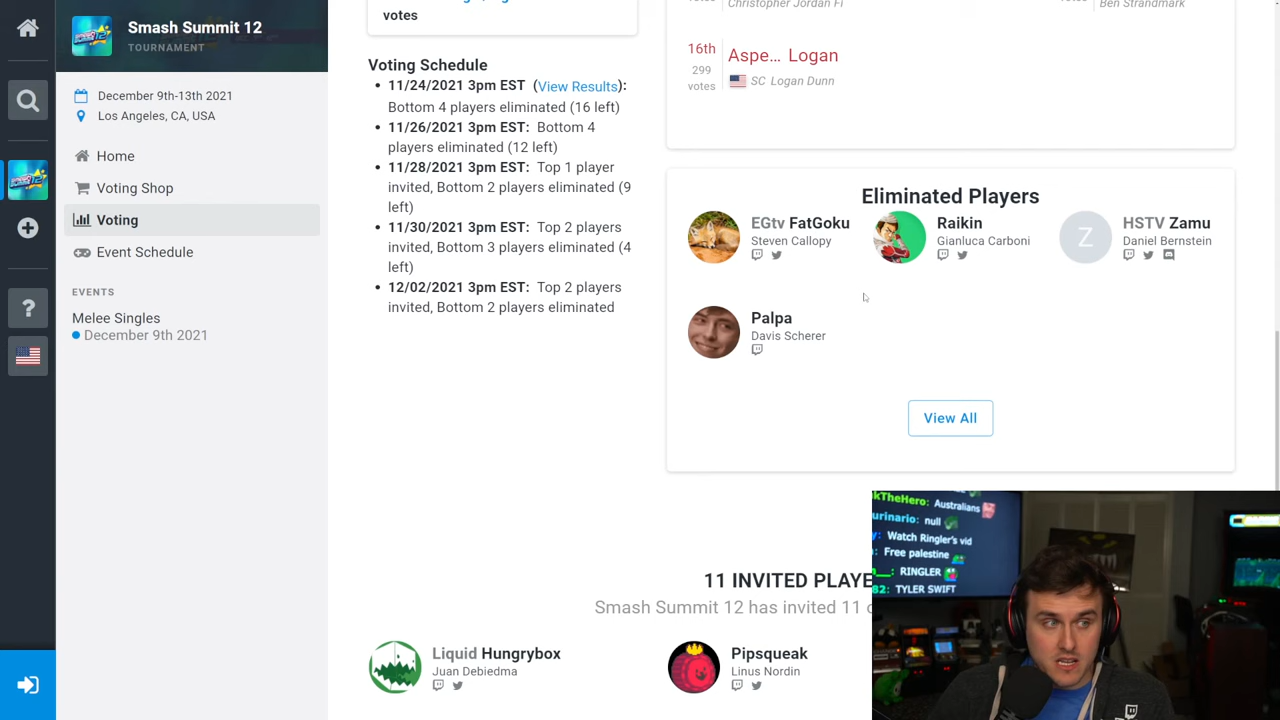 Smash Summit 12
TOURNAMENT
December 9th-13th 2021
Los Angeles, CA, USA
Home
Voting Shop
Voting
Event Schedule
EVENTS
Melee Singles
December 9th 2021
?
votes
Voting Schedule
11/24/2021 3pm EST (View Results):
Bottom 4 players eliminated (16 left)
11/26/2021 3pm EST: Bottom 4
players eliminated (12 left)
11/28/2021 3pm EST: Top 1 player
invited, Bottom 2 players eliminated (9
left)
11/30/2021 3pm EST: Top 2 players
invited, Bottom 3 players eliminated (4
left)
12/02/2021 3pm EST: Top 2 players
invited, Bottom 2 players eliminated
Christopher Jordan Fi
Ben Strandmark
16th
299
votes
Aspe... Logan
SC Logan Dunn
Eliminated Players
EGtv FatGoku
Steven Callopy
Raikin
Gianluca Carboni
Z
HSTV Zamu
Daniel Bernstein
Palpa
Davis Scherer
View All
11 INVITED PLAYE
Smash Summit 12 has invited 11
Liquid Hungrybox
Juan Debiedma
Pipsqueak
Linus Nordin
kTheHero: Australians
urinario: null
Watch Ringler's vid
Free palestine
RINGLER
82: TYLER SWIFT